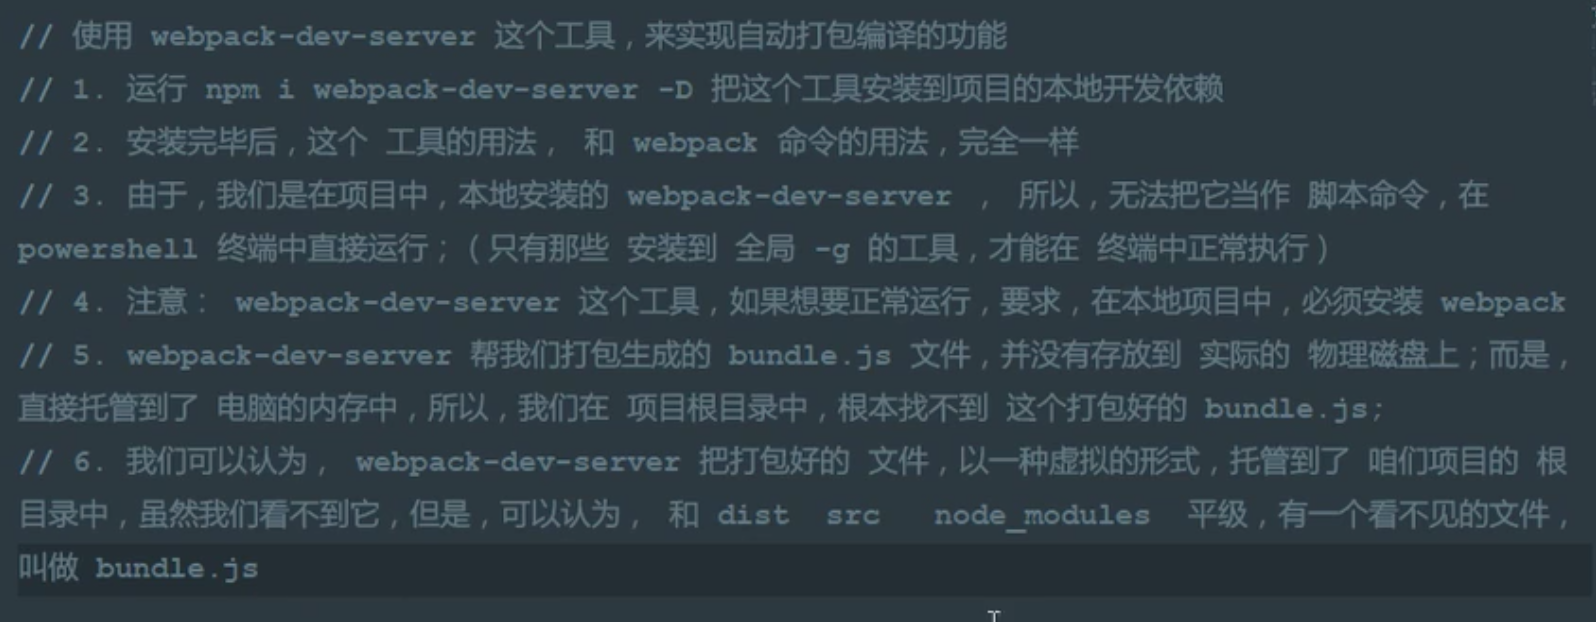 // 使用 webpack-dev-server 这个工具，来实现自动打包编译的功能
// 1. 运行 npm i webpack-dev-server -D 把这个工具安装到项目的本地开发依赖
// 2. 安装完毕后，这个 工具的用法， 和 webpack 命令的用法，完全一样
// 3. 由于，我们是在项目中，本地安装的 webpack-dev-server ， 所以，无法把它当作 脚本命令，在
powershell 终端中直接运行；（只有那些 安装到 全局 -g 的工具，才能在 终端中正常执行）
// 4. 注意： webpack-dev-server 这个工具，如果想要正常运行，要求，在本地项目中，必须安装 webpack
// 5. webpack-dev-server 帮我们打包生成的 bundle.js 文件，并没有存放到 实际的 物理磁盘上；而是，
直接托管到了 电脑的内存中，所以，我们在 项目根目录中，根本找不到 这个打包好的 bundle.js;
// 6. 我们可以认为， webpack-dev-server 把打包好的 文件，以一种虚拟的形式，托管到了 咱们项目的 根
目录中，虽然我们看不到它，但是，可以认为， 和 dist  src   node_modules  平级，有一个看不见的文件，
叫做 bundle.js